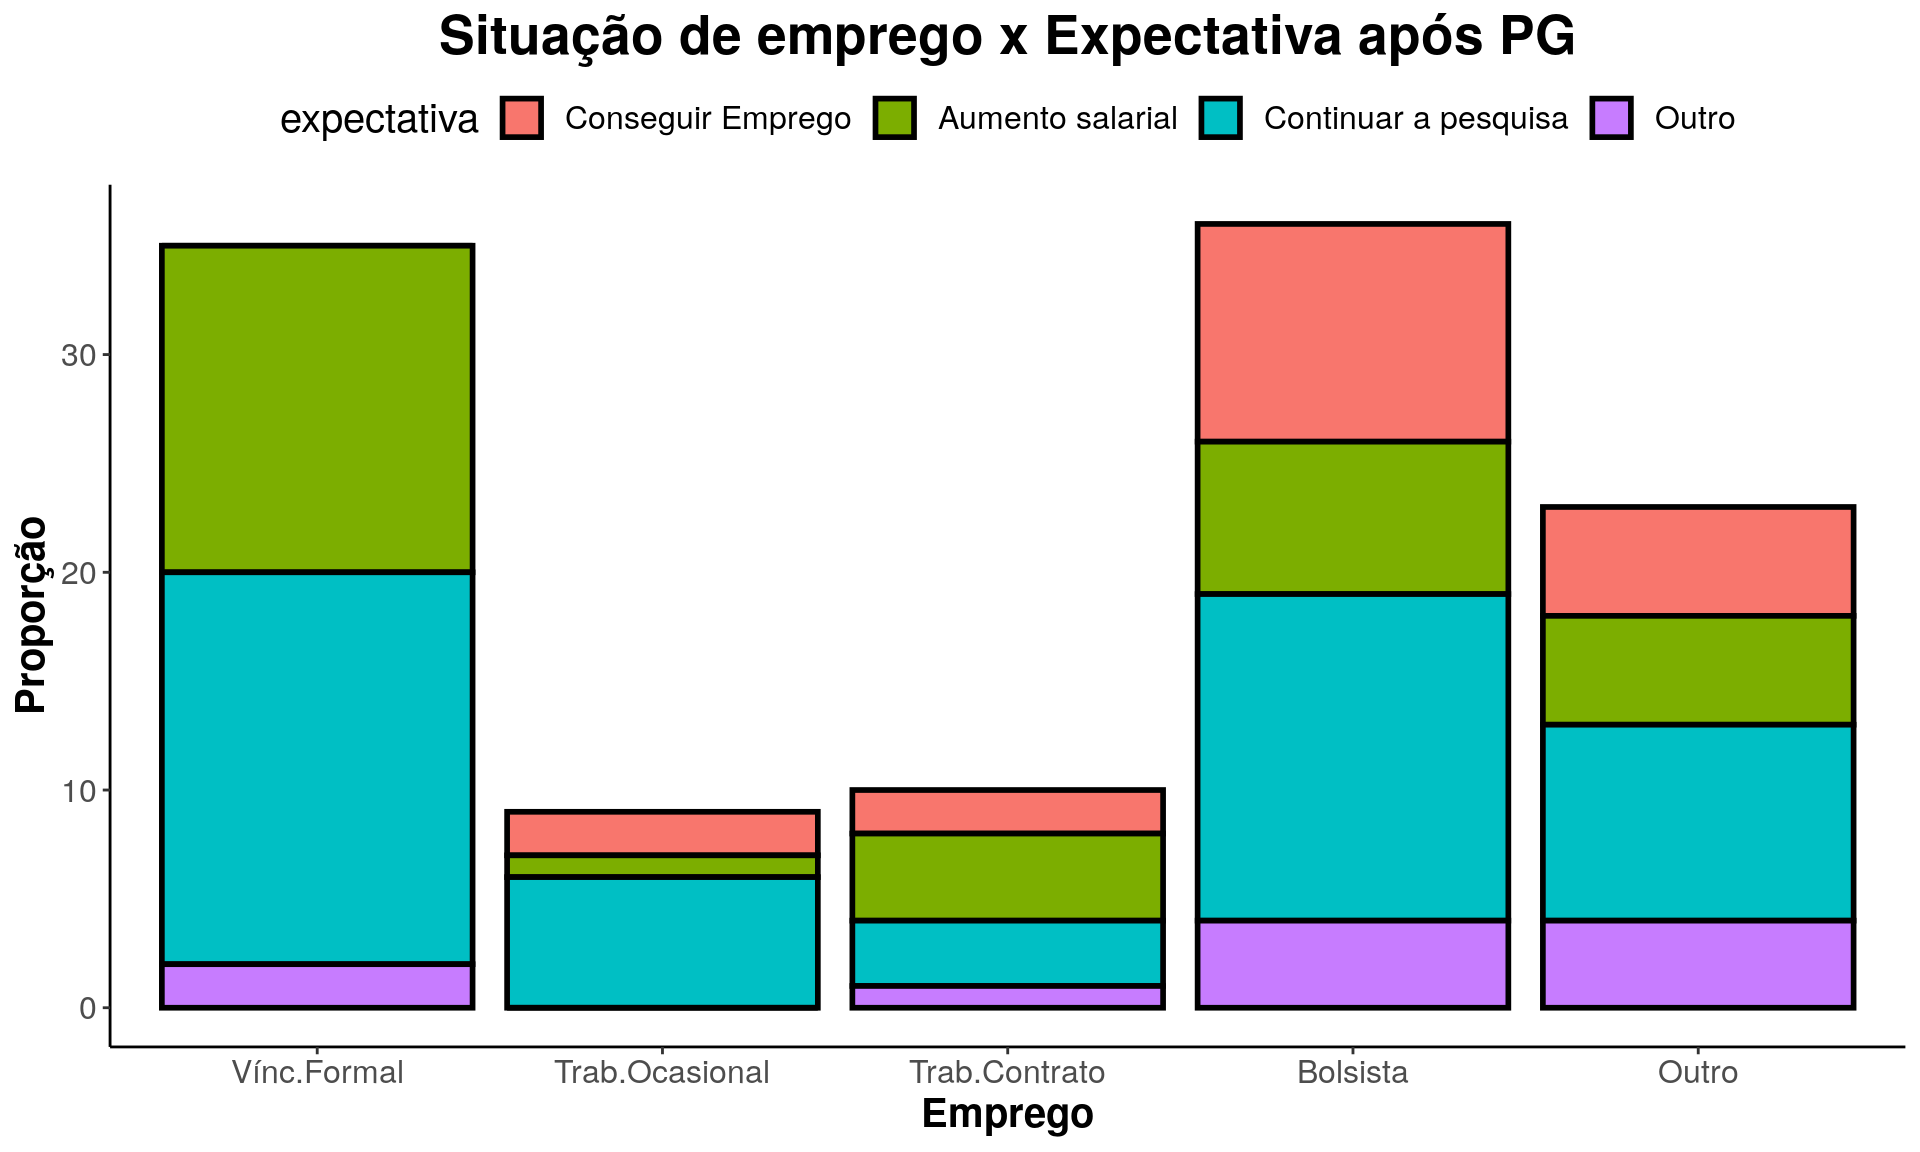 Situação de emprego x Expectativa após PG
expectativa Conseguir Emprego Aumento salarial Continuar a pesquisa Outro
Proporção
30
20
10
0
Vínc.Formal Trab.Ocasional Trab.Contrato Bolsista Outro
Emprego